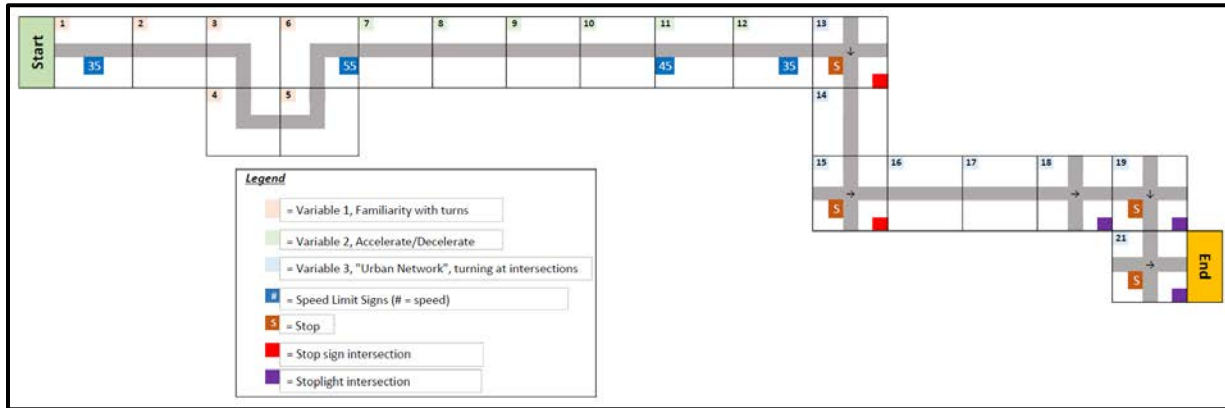 Start
1 2 3 6 7 8 9 10 11 12 13
35 55 45 35 S
4 5 14
15 16 17 18 19
S S
21
S
End
Legend
= Variable 1, Familiarity with turns
= Variable 2, Accelerate/Decelerate
= Variable 3, "Urban Network", turning at intersections
# = Speed Limit Signs (# = speed)
S = Stop
= Stop sign intersection
= Stoplight intersection